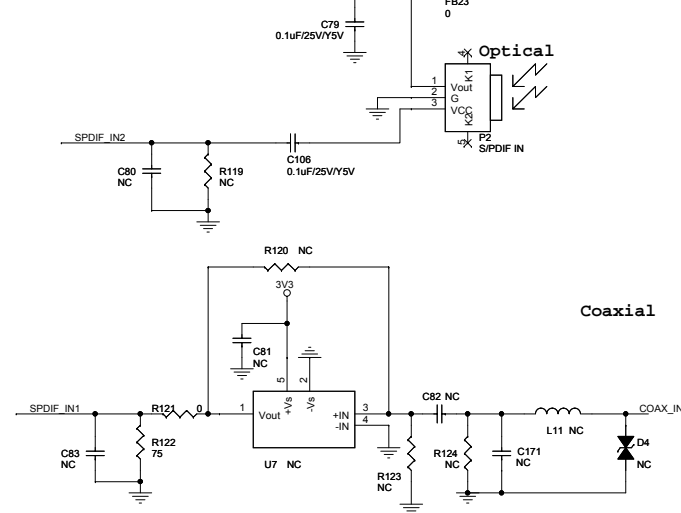 FB23
0
C79
0.1uF/25V/Y5V
Optical
4
K1
1
Vout
2
G
3
VCC
K2
5
P2
S/PDIF IN
SPDIF_IN2
C80
NC
R119
NC
C106
0.1uF/25V/Y5V
R120 NC
3V3
Coaxial
C81
NC
5
2
+Vs
-Vs
SPDIF_IN1
R121 0
1
Vout
+IN
3
-IN
4
C82 NC
COAX_IN
L11 NC
C83
NC
R122
75
U7 NC
R123
NC
R124
NC
C171
NC
D4
NC